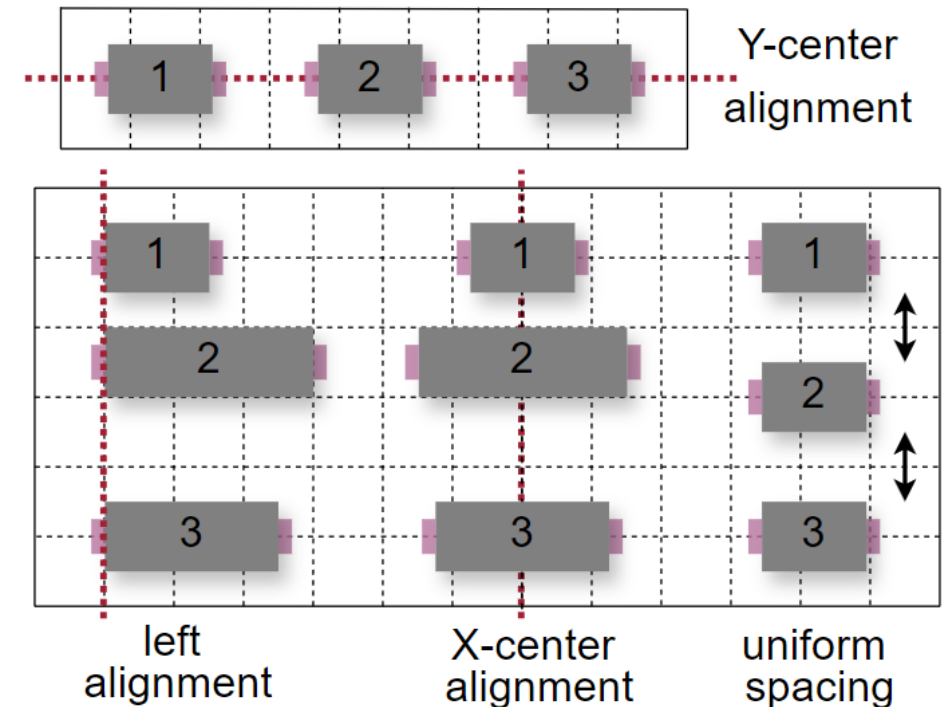 1 2 3
Y-center
alignment
1 1 1
2 2 2
3 3 3
left
alignment
X-center
alignment
uniform
spacing